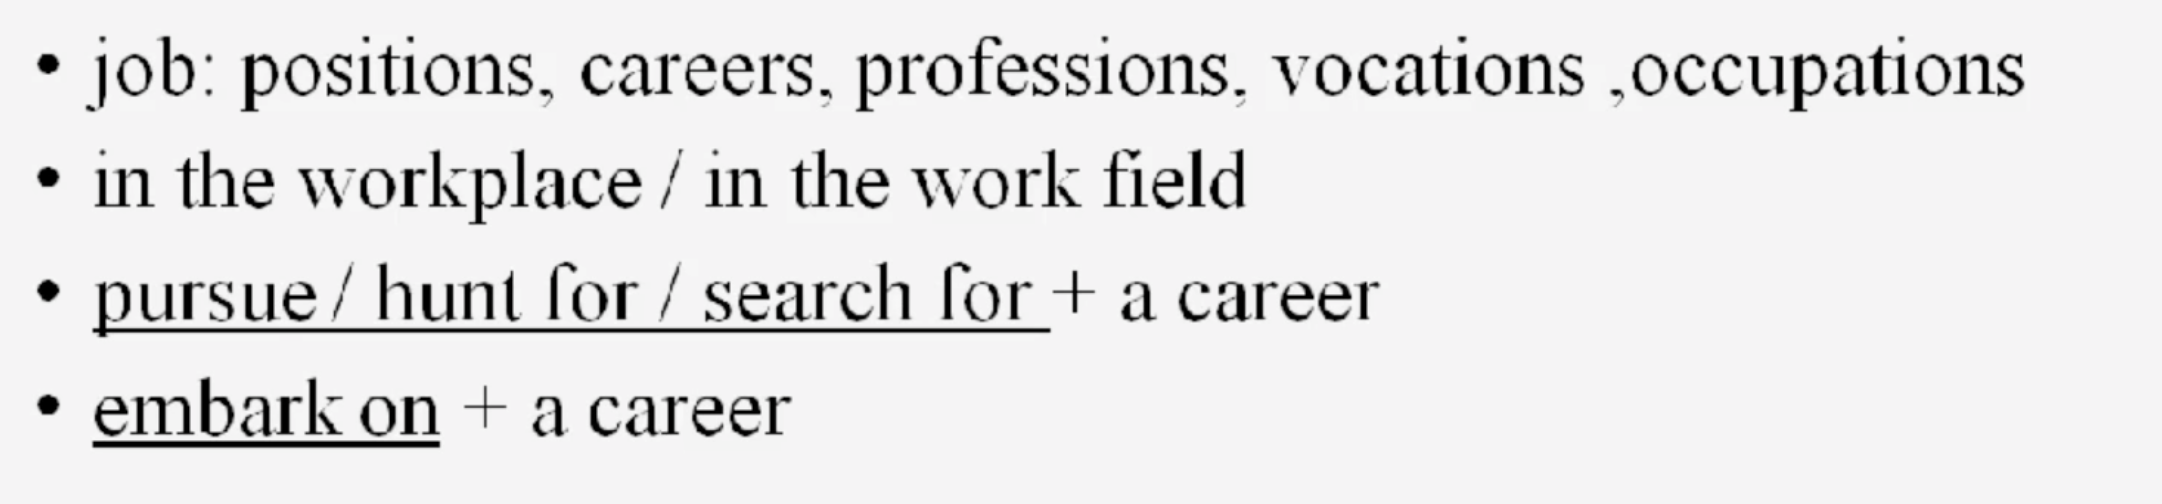 • job: positions, careers, professions, vocations ,occupations
• in the workplace / in the work field
• pursue / hunt for / search for + a career
• embark on + a career